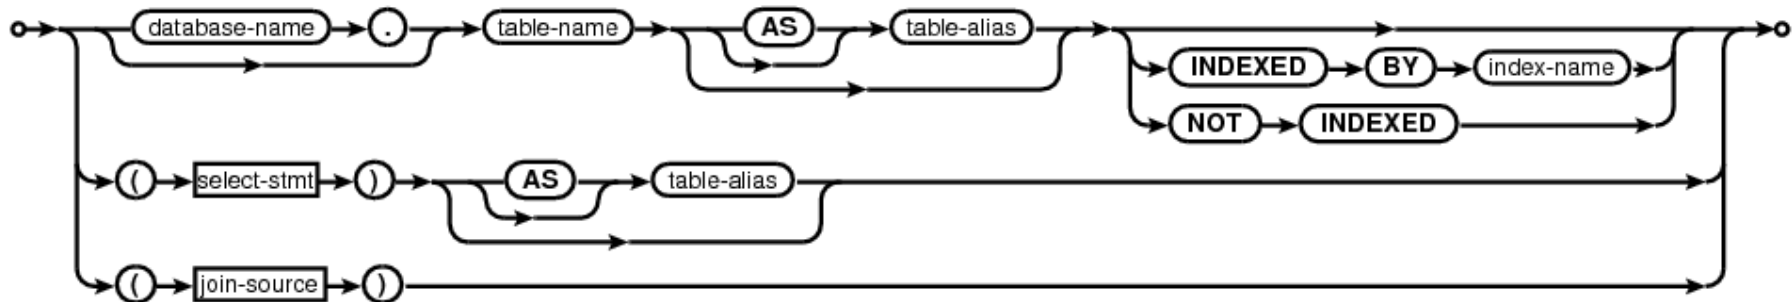 database-name . table-name AS table-alias
INDEXED BY index-name
NOT INDEXED
( select-stmt ) AS table-alias
( join-source )